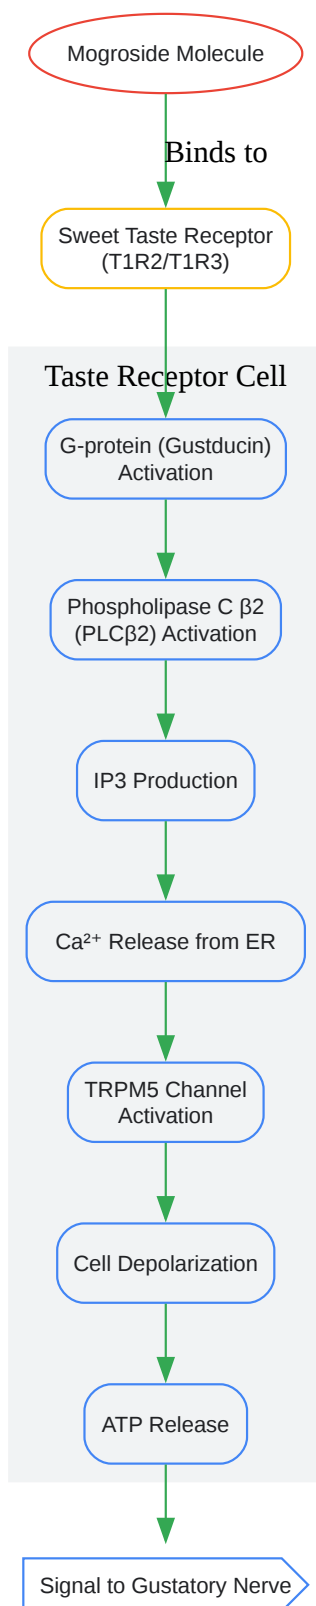 Mogroside Molecule
Binds to
Sweet Taste Receptor
(T1R2/T1R3)
Taste Receptor Cell
G-protein (Gustducin)
Activation
Phospholipase C β2
(PLCβ2) Activation
IP3 Production
Ca²⁺ Release from ER
TRPM5 Channel
Activation
Cell Depolarization
ATP Release
Signal to Gustatory Nerve